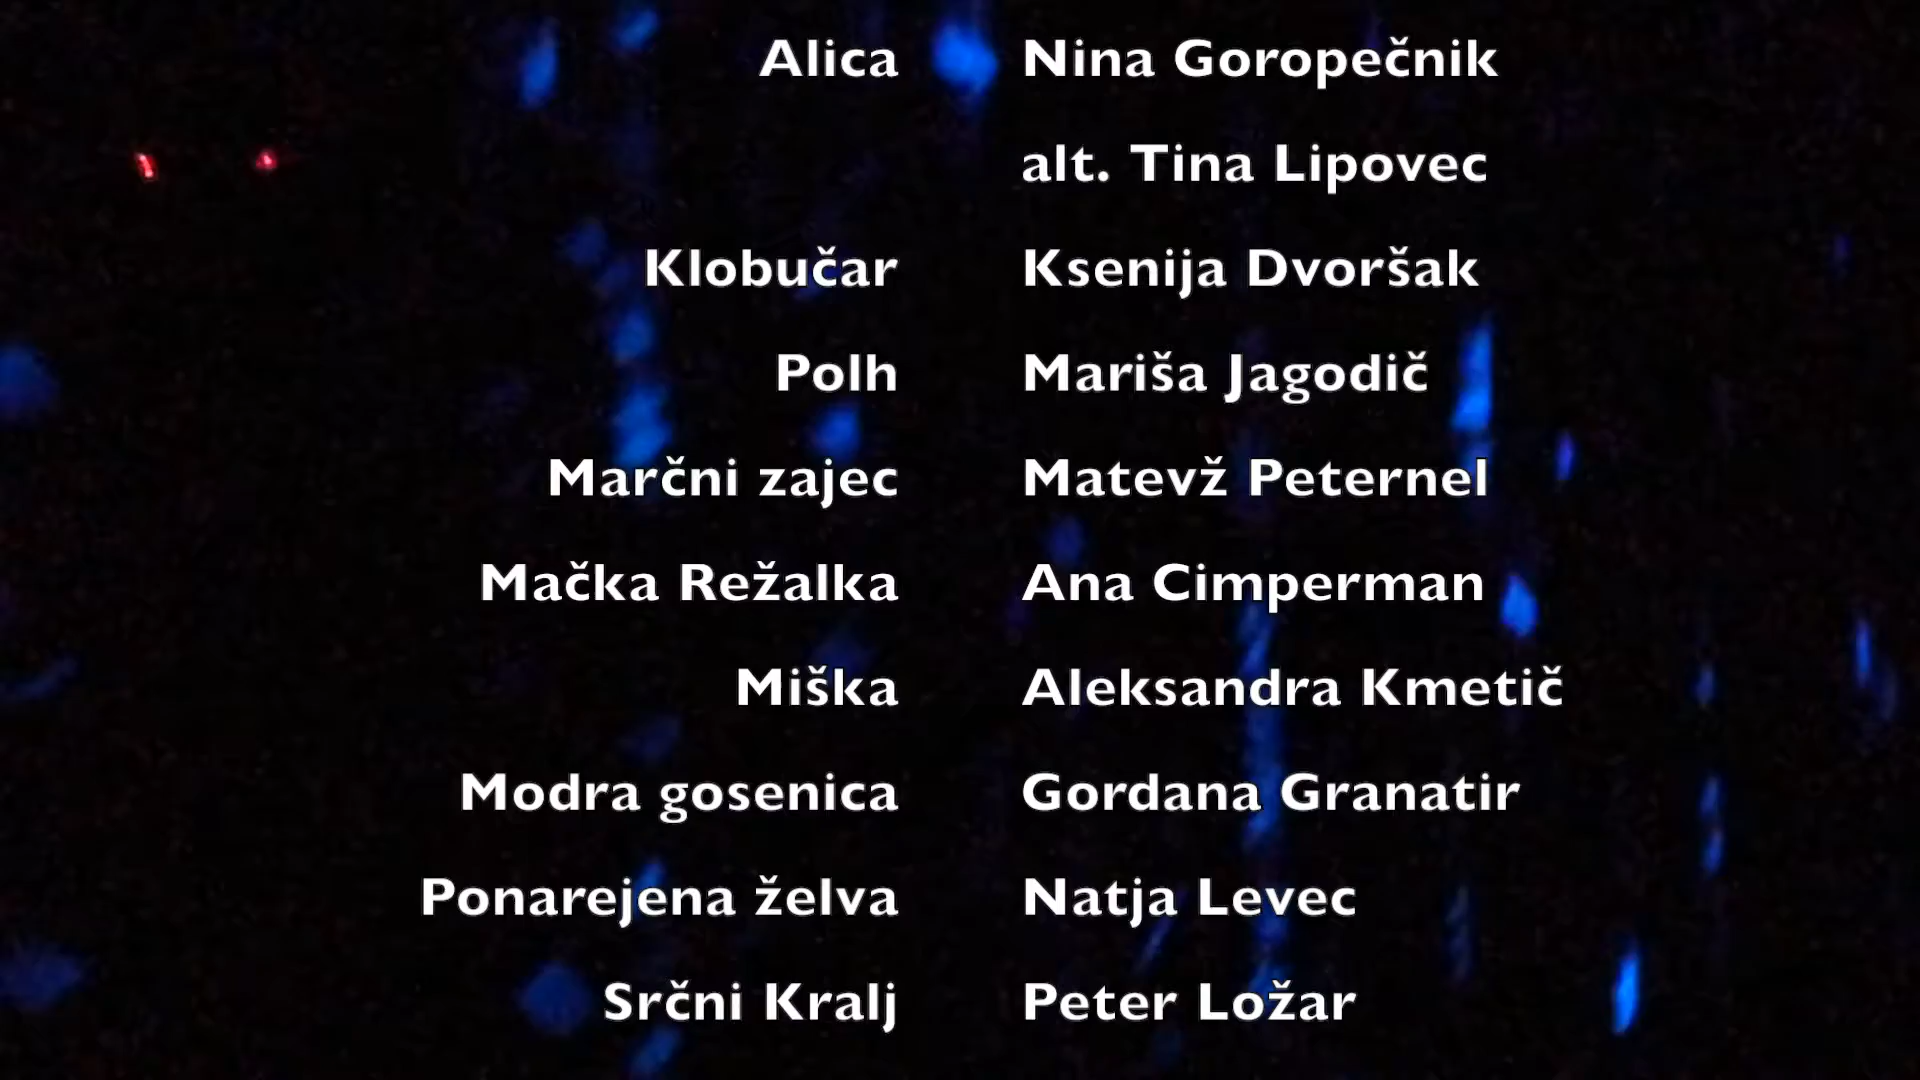 Alica Nina Goropečnik
alt. Tina Lipovec
Klobučar Ksenija Dvoršak
Polh Mariša Jagodič
Marčni zajec Matevž Peternel
Mačka Režalka Ana Cimperman
Miška Aleksandra Kmetič
Modra gosenica Gordana Granatir
Ponarejena želva Natja Levec
Srčni Kralj Peter Ložar